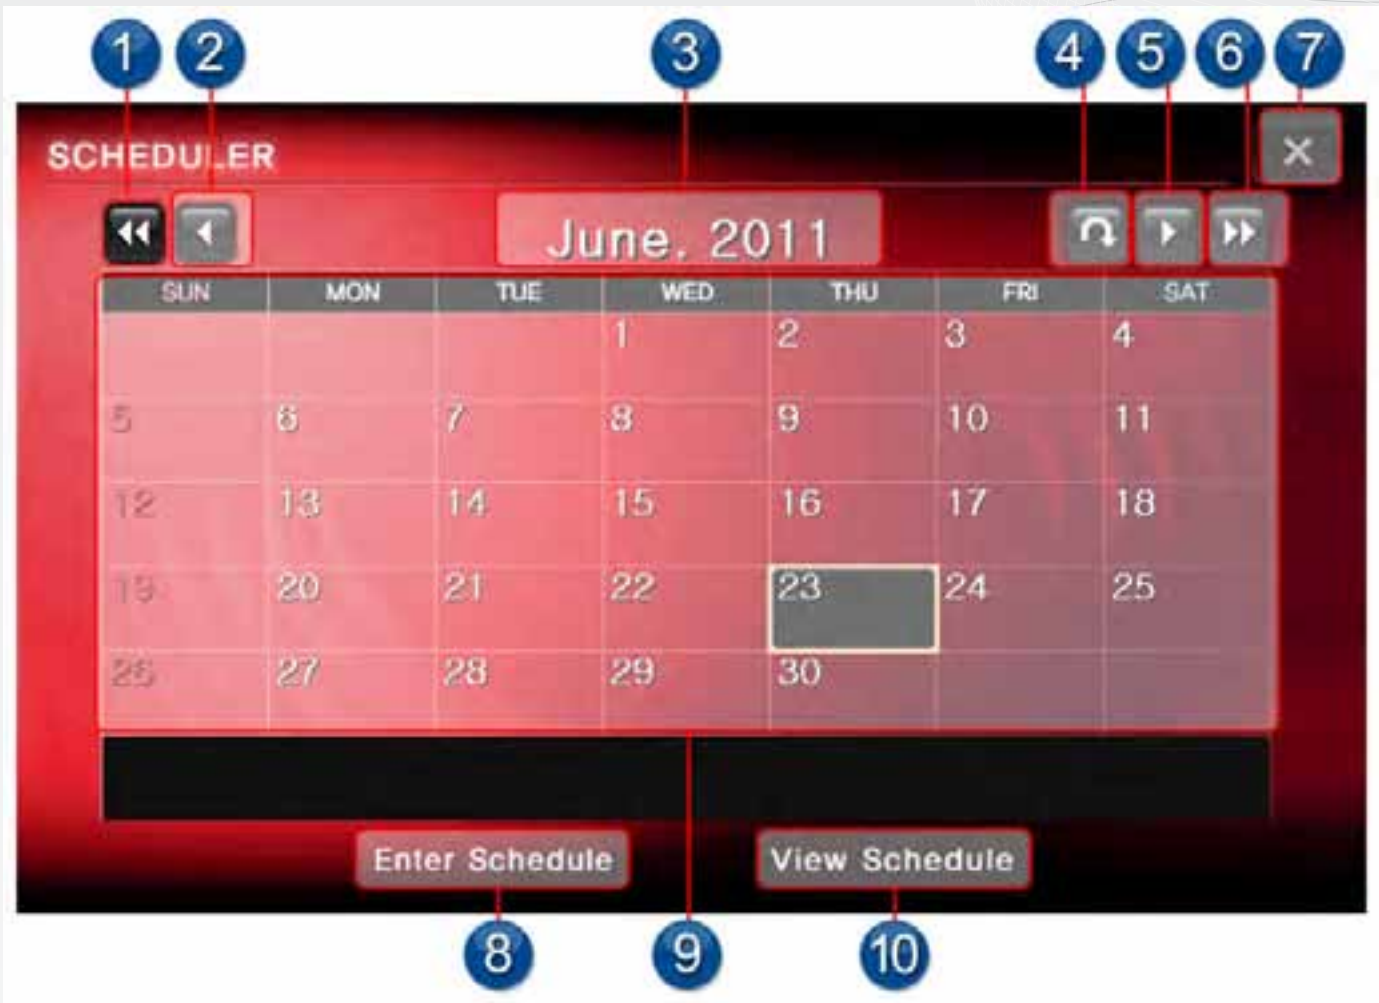 1 2 3 4 5 6 7
SCHEDULER
June. 2011
SUN MON TUE WED THU FRI SAT
1 2 3 4
5 6 7 8 9 10 11
12 13 14 15 16 17 18
19 20 21 22 23 24 25
26 27 28 29 30
Enter Schedule View Schedule
8 9 10